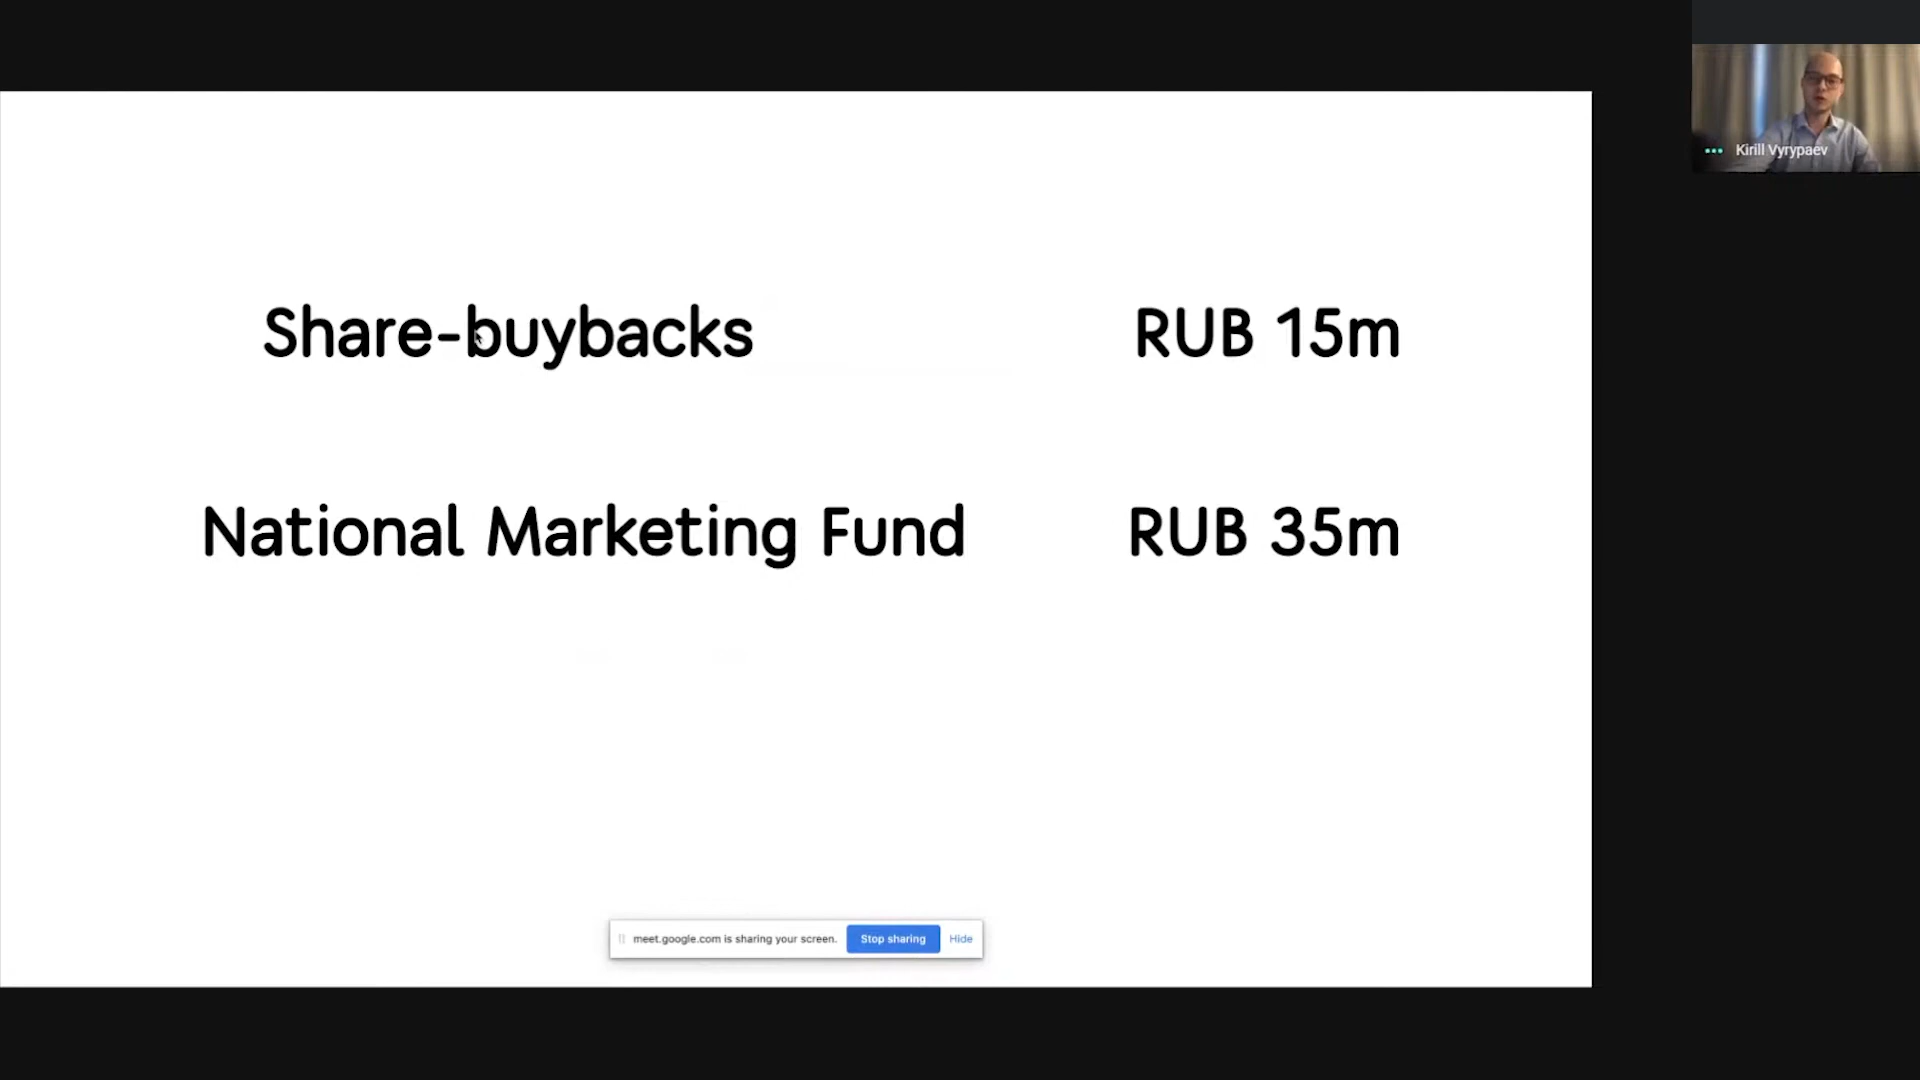 Kirill Vyrypaev
Share-buybacks RUB 15m
National Marketing Fund RUB 35m
meet.google.com is sharing your screen. Stop sharing Hide